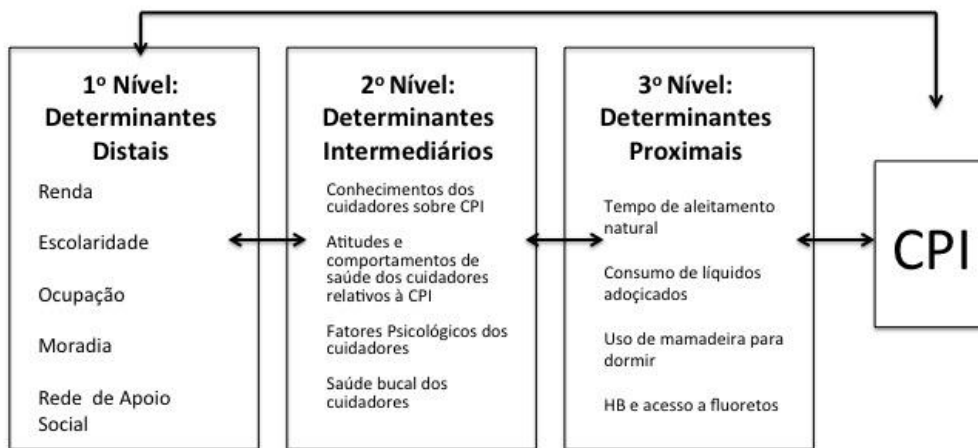 1º Nível:
Determinantes
Distais
Renda
Escolaridade
Ocupação
Moradia
Rede de Apoio
Social
2º Nível:
Determinantes
Intermediários
Conhecimentos dos
cuidadores sobre CPI
Atitudes e
comportamentos de
saúde dos cuidadores
relativos à CPI
Fatores Psicológicos dos
cuidadores
Saúde bucal dos
cuidadores
3º Nível:
Determinantes
Proximais
Tempo de aleitamento
natural
Consumo de líquidos
adoçicados
Uso de mamadeira para
dormir
HB e acesso a fluoretos
CPI